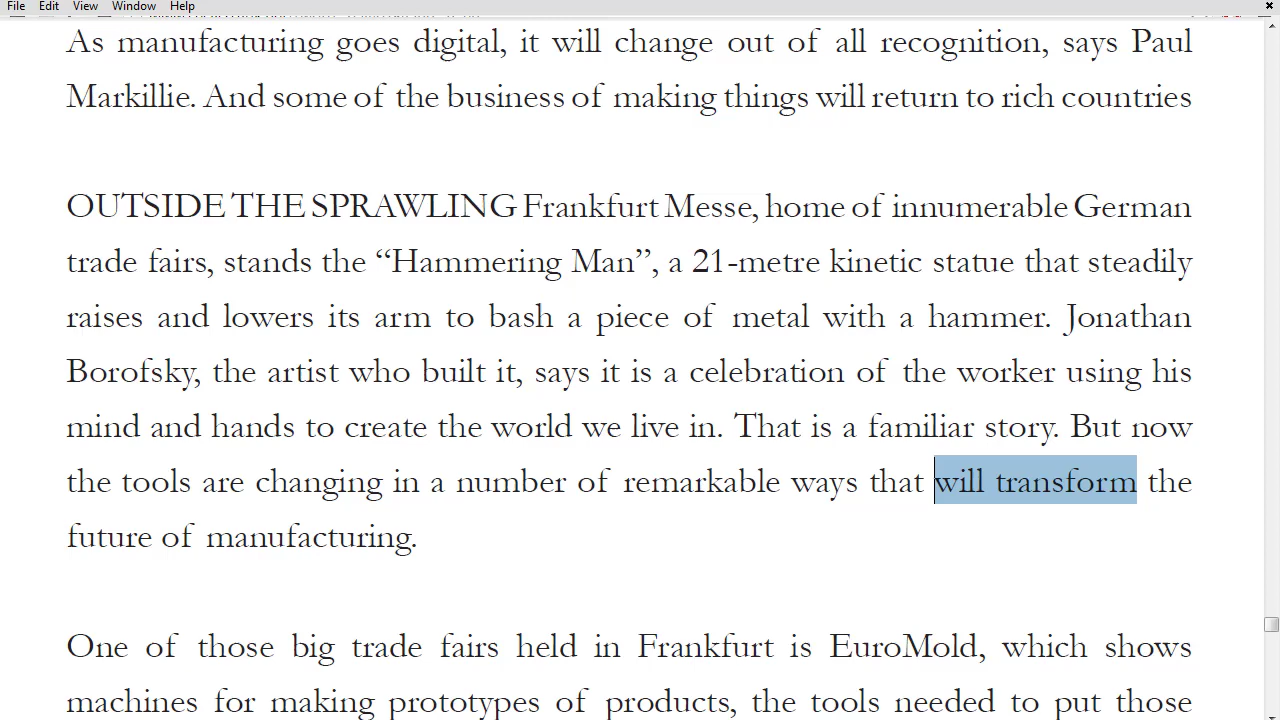 File Edit View Window Help
As manufacturing goes digital, it will change out of all recognition, says Paul
Markillie. And some of the business of making things will return to rich countries
OUTSIDE THE SPRAWLING Frankfurt Messe, home of innumerable German
trade fairs, stands the “Hammering Man”, a 21-metre kinetic statue that steadily
raises and lowers its arm to bash a piece of metal with a hammer. Jonathan
Borofsky, the artist who built it, says it is a celebration of the worker using his
mind and hands to create the world we live in. That is a familiar story. But now
the tools are changing in a number of remarkable ways that will transform the
future of manufacturing.
One of those big trade fairs held in Frankfurt is EuroMold, which shows
machines for making prototypes of products, the tools needed to put those